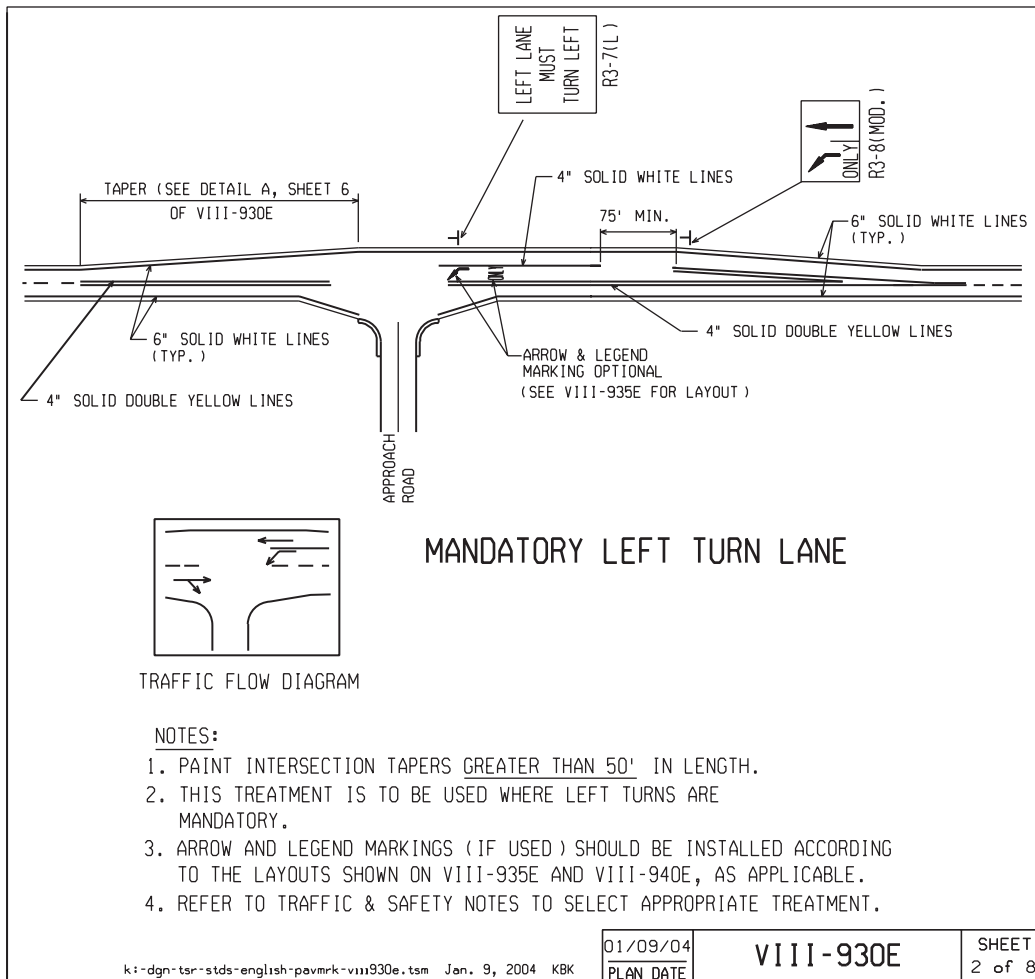 LEFT LANE
MUST
TURN LEFT
R3-7(L)
ONLY
R3-8(MOD.)
TAPER (SEE DETAIL A, SHEET 6
OF VIII-930E
4" SOLID WHITE LINES
75' MIN.
6" SOLID WHITE LINES
(TYP.)
ONLY
6" SOLID WHITE LINES
(TYP.)
4" SOLID DOUBLE YELLOW LINES
ARROW & LEGEND
MARKING OPTIONAL
(SEE VIII-935E FOR LAYOUT)
4" SOLID DOUBLE YELLOW LINES
APPROACH
ROAD
MANDATORY LEFT TURN LANE
TRAFFIC FLOW DIAGRAM
NOTES:
1. PAINT INTERSECTION TAPERS GREATER THAN 50' IN LENGTH.
2. THIS TREATMENT IS TO BE USED WHERE LEFT TURNS ARE
MANDATORY.
3. ARROW AND LEGEND MARKINGS (IF USED) SHOULD BE INSTALLED ACCORDING
TO THE LAYOUTS SHOWN ON VIII-935E AND VIII-940E, AS APPLICABLE.
4. REFER TO TRAFFIC & SAFETY NOTES TO SELECT APPROPRIATE TREATMENT.
k:-dgn-tsr-stds-english-pavmrk-viii930e.tsm Jan. 9, 2004 KBK
01/09/04
PLAN DATE
VIII-930E
SHEET
2 of 8